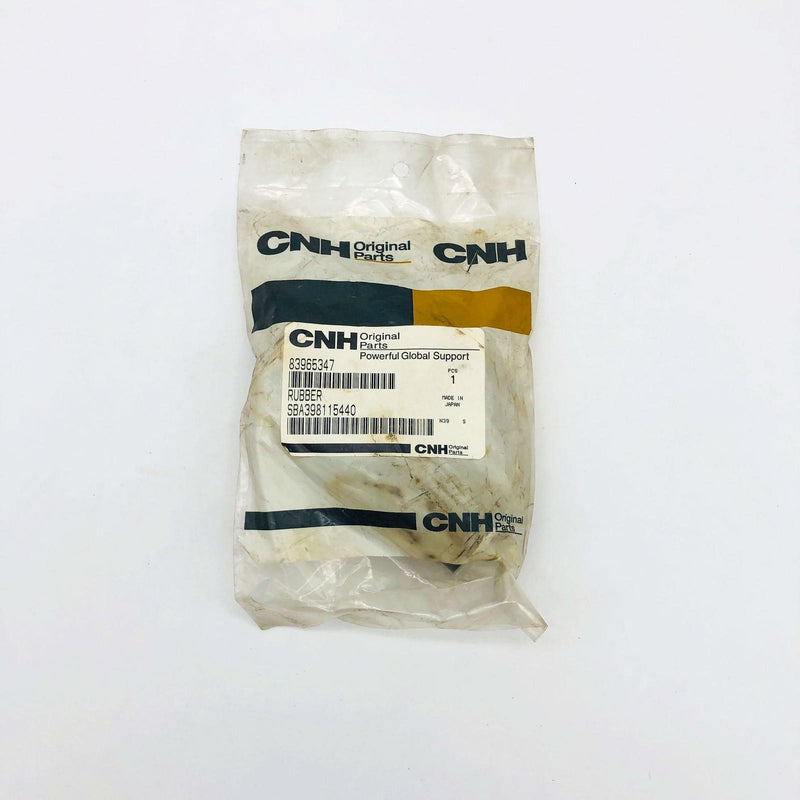 CNH Original Parts CNH
CNH Original Parts
Powerful Global Support
83965347
PCS
1
RUBBER
MADE IN
JAPAN
SBA398115440
N39 S
CNH Original Parts
CNH Original Parts